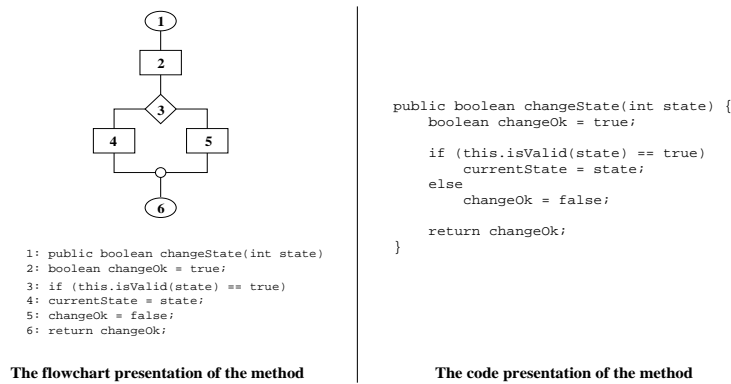 1
2
3
4
5
6
1: public boolean changeState(int state)
2: boolean changeOk = true;
3: if (this.isValid(state) == true)
4: currentState = state;
5: changeOk = false;
6: return changeOk;
The flowchart presentation of the method
public boolean changeState(int state) {
boolean changeOk = true;
if (this.isValid(state) == true)
currentState = state;
else
changeOk = false;
return changeOk;
}
The code presentation of the method